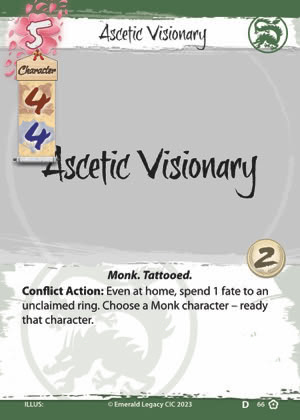 5
Ascetic Visionary
Character
4
4
Ascetic Visionary
2
Monk. Tattooed.
Conflict Action: Even at home, spend 1 fate to an
unclaimed ring. Choose a Monk character – ready
that character.
ILLUS: © Emerald Legacy CIC 2023 D 66